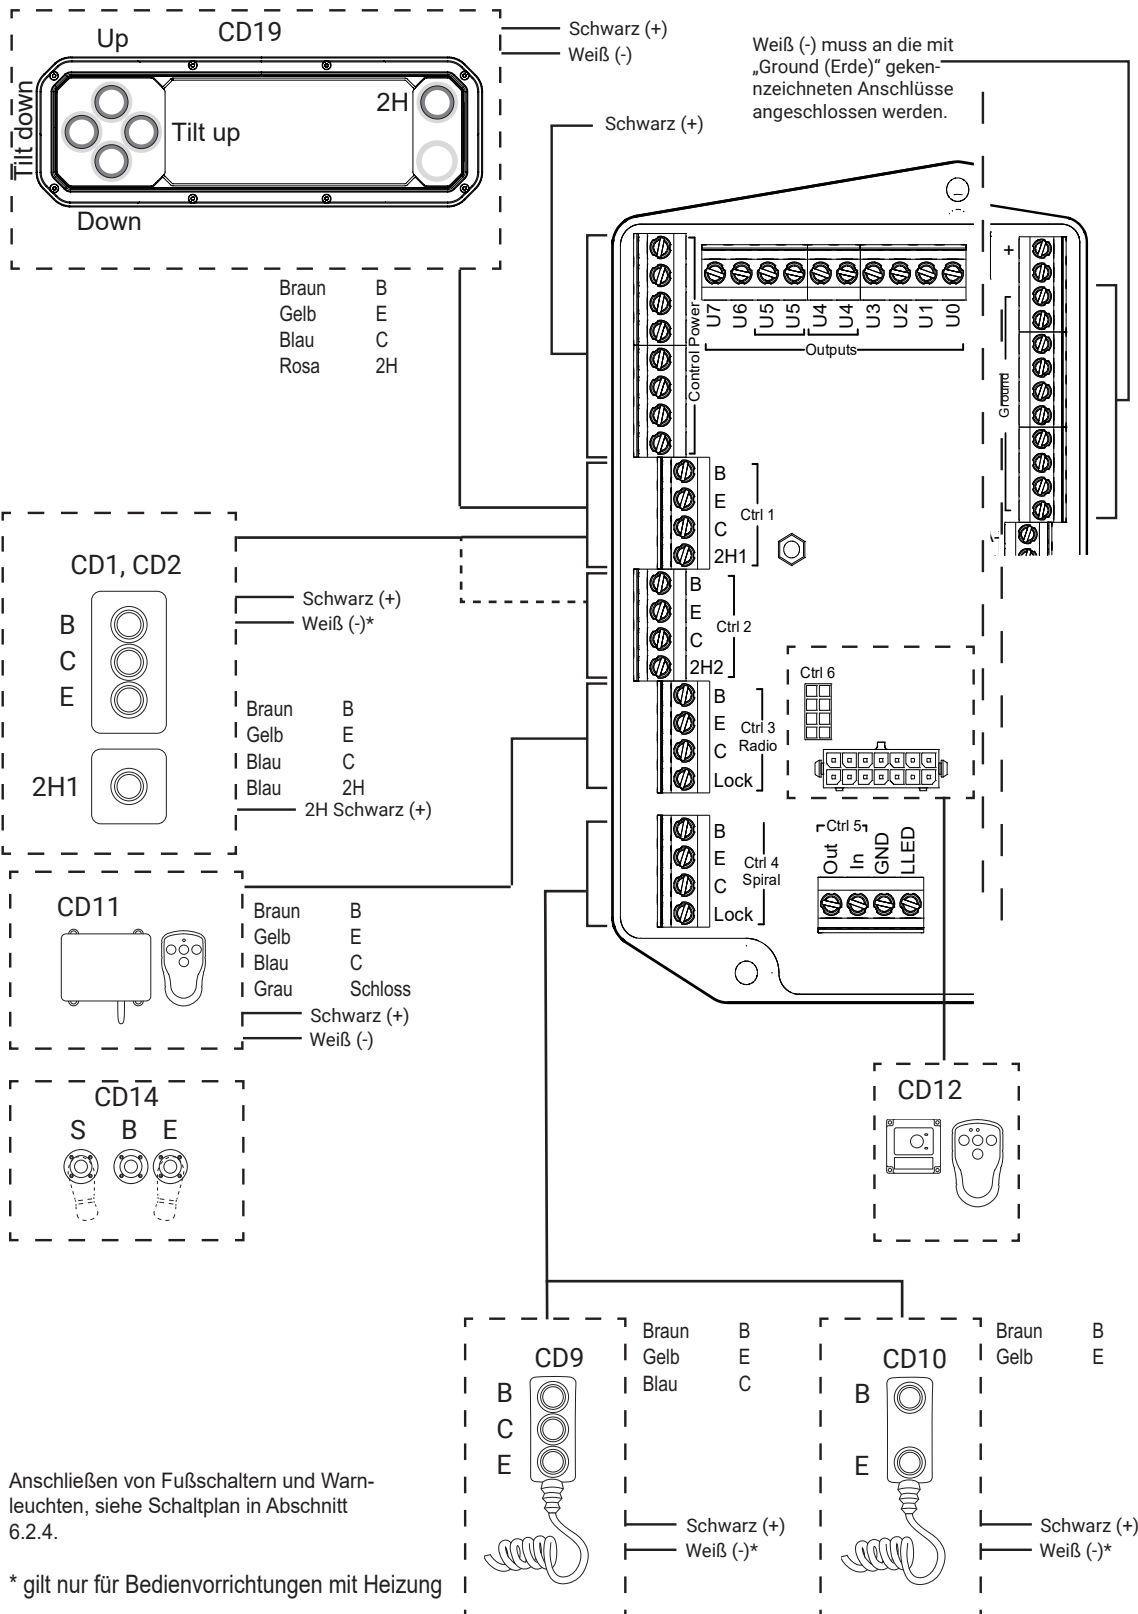 CD19
Up
Tilt down
Tilt up
2H
Down
Schwarz (+)
Weiß (-)
Weiß (-) muss an die mit
„Ground (Erde)“ geken-
nzeichneten Anschlüsse
angeschlossen werden.
Schwarz (+)
Braun B
Gelb E
Blau C
Rosa 2H
Control Power
U7 U6 U5 U5 U4 U4 U3 U2 U1 U0
Outputs
+
Ground
B
E
C
2H1
Ctrl 1
B
E
C
2H2
Ctrl 2
B
E
C
Lock
Ctrl 3
Radio
B
E
C
Lock
Ctrl 4
Spiral
Ctrl 6
Ctrl 5
Out In GND LLED
CD1, CD2
B
C
E
2H1
Schwarz (+)
Weiß (-)*
Braun B
Gelb E
Blau C
Blau 2H
2H Schwarz (+)
CD11
Braun B
Gelb E
Blau C
Grau Schloss
Schwarz (+)
Weiß (-)
CD14
S B E
CD12
CD9
B
C
E
Braun B
Gelb E
Blau C
Schwarz (+)
Weiß (-)*
CD10
B
E
Braun B
Gelb E
Schwarz (+)
Weiß (-)*
Anschließen von Fußschaltern und Warn-
leuchten, siehe Schaltplan in Abschnitt
6.2.4.
* gilt nur für Bedienvorrichtungen mit Heizung